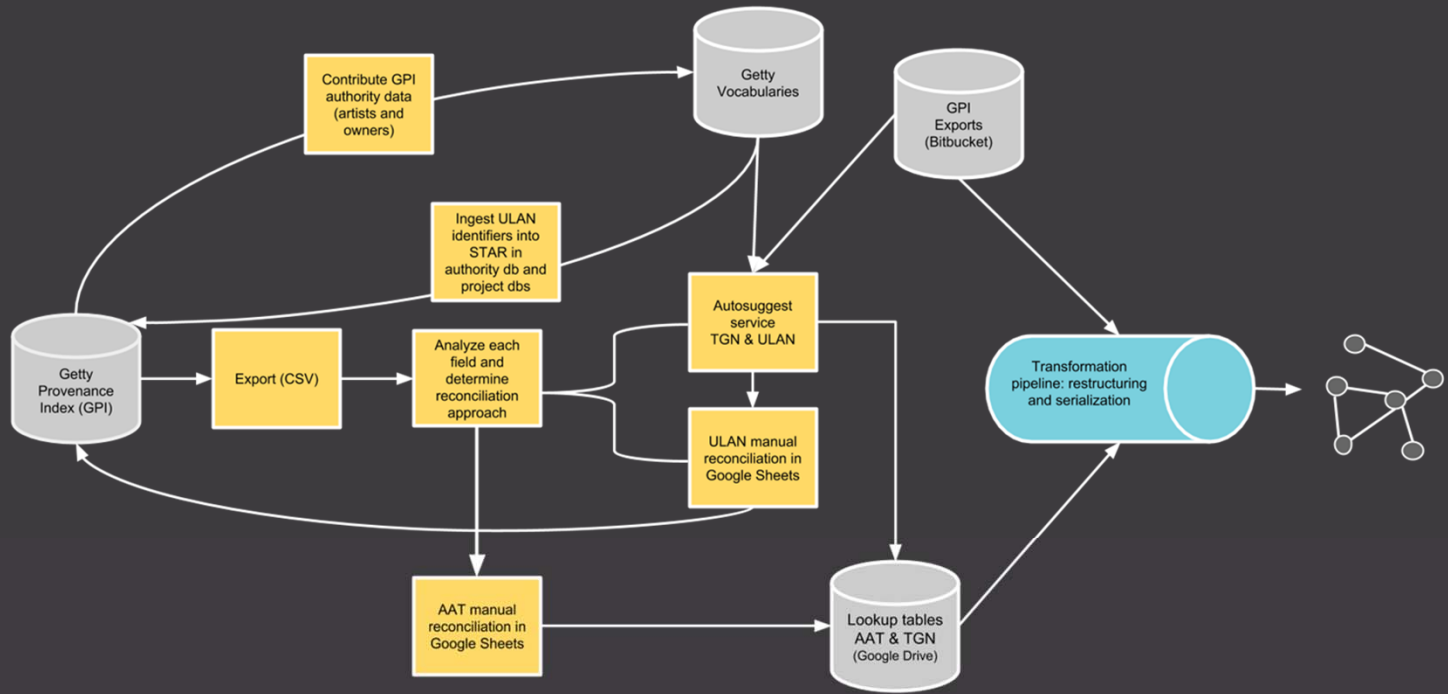 Contribute GPI
authority data
(artists and
owners)
Getty
Vocabularies
GPI
Exports
(Bitbucket)
Ingest ULAN
identifiers into
STAR in
authority db and
project dbs
Getty
Provenance
Index (GPI)
Export (CSV)
Analyze each
field and
determine
reconciliation
approach
Autosuggest
service
TGN & ULAN
Transformation
pipeline: restructuring
and serialization
ULAN manual
reconciliation in
Google Sheets
AAT manual
reconciliation in
Google Sheets
Lookup tables
AAT & TGN
(Google Drive)